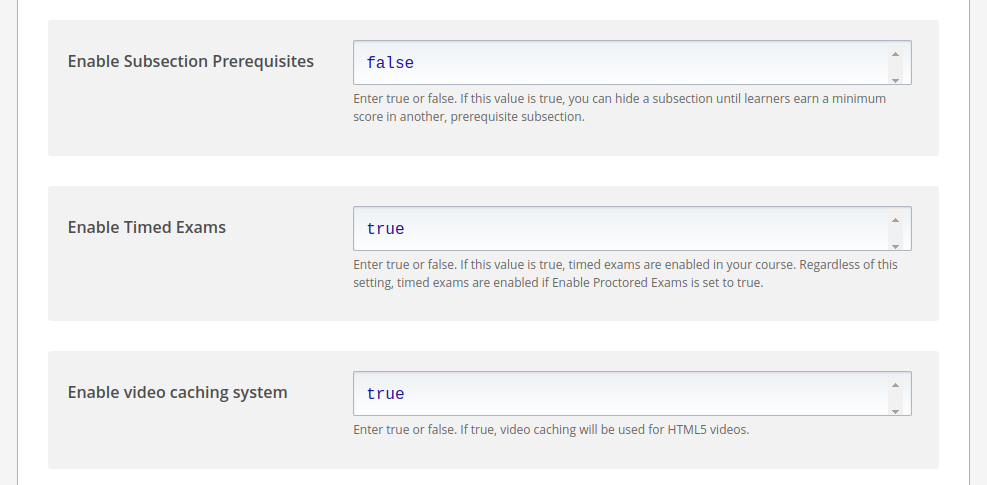 Enable Subsection Prerequisites
false
Enter true or false. If this value is true, you can hide a subsection until learners earn a minimum
score in another, prerequisite subsection.
Enable Timed Exams
true
Enter true or false. If this value is true, timed exams are enabled in your course. Regardless of this
setting, timed exams are enabled if Enable Proctored Exams is set to true.
Enable video caching system
true
Enter true or false. If true, video caching will be used for HTML5 videos.